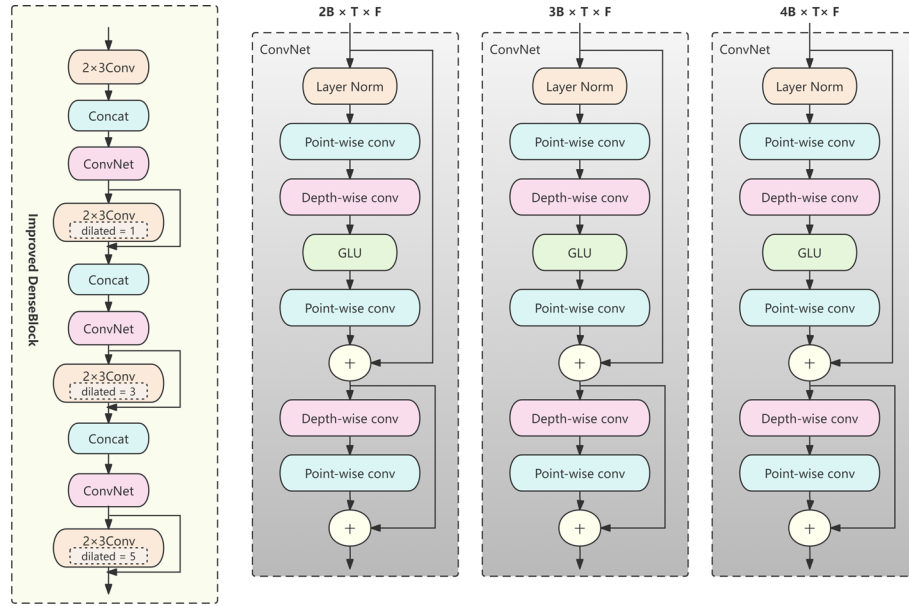 2×3Conv
Concat
ConvNet
2×3Conv
dilated = 1
Concat
ConvNet
2×3Conv
dilated = 3
Concat
ConvNet
2×3Conv
dilated = 5
Improved DenseBlock
2B × T × F
ConvNet
Layer Norm
Point-wise conv
Depth-wise conv
GLU
Point-wise conv
+
Depth-wise conv
Point-wise conv
+
3B × T × F
ConvNet
Layer Norm
Point-wise conv
Depth-wise conv
GLU
Point-wise conv
+
Depth-wise conv
Point-wise conv
+
4B × T× F
ConvNet
Layer Norm
Point-wise conv
Depth-wise conv
GLU
Point-wise conv
+
Depth-wise conv
Point-wise conv
+